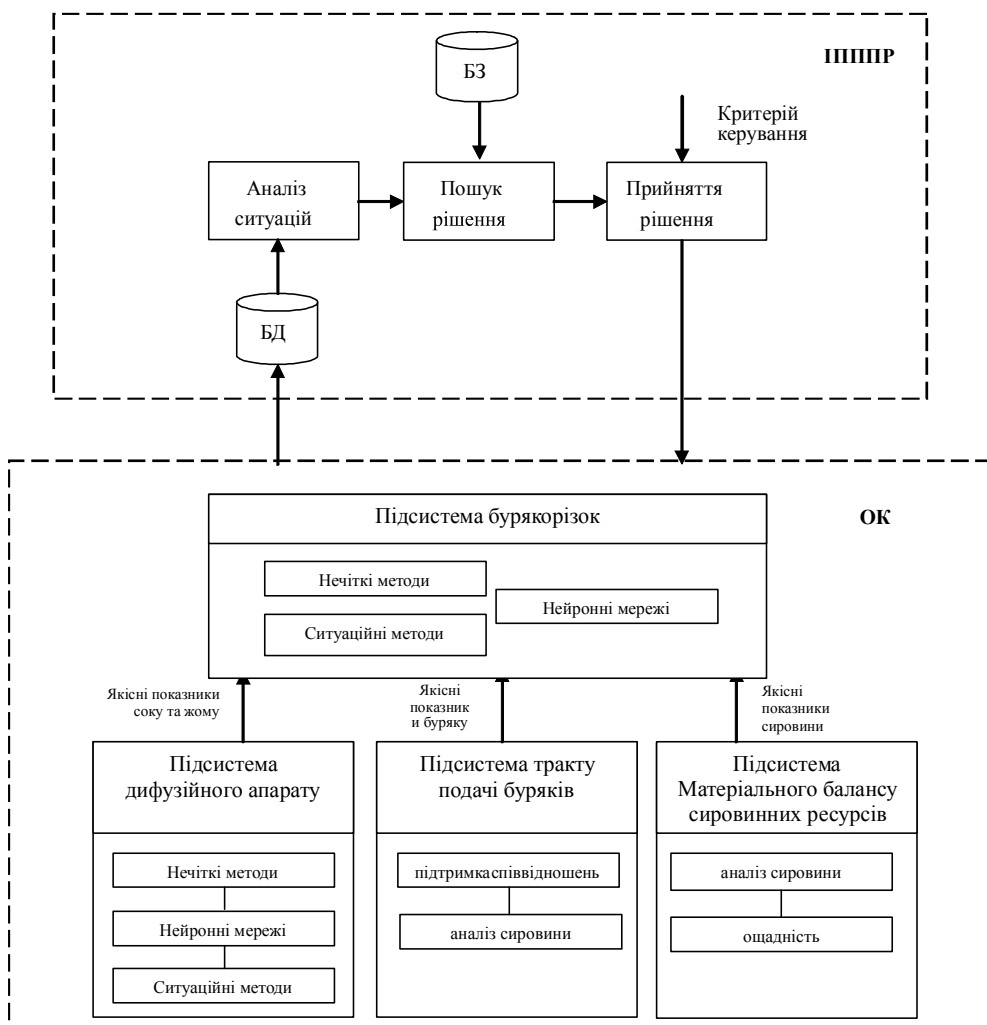 ІПППР
БЗ
Критерій
керування
Аналіз
ситуацій
Пошук
рішення
Прийняття
рішення
БД
ОК
Підсистема бурякорізок
Нечіткі методи
Нейронні мережі
Ситуаційні методи
Якісні показники
соку та жому
Якісні
показник
и буряку
Якісні
показники
сировини
Підсистема
дифузійного апарату
Нечіткі методи
Нейронні мережі
Ситуаційні методи
Підсистема тракту
подачі буряків
підтримкаспіввідношень
аналіз сировини
Підсистема
Матеріального балансу
сировинних ресурсів
аналіз сировини
ощадність